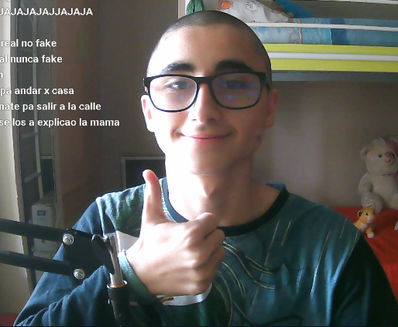 JAJAJAJAJJAJAJA
real no fake
al nunca fake
pa andar x casa
nate pa salir a la calle
se los a explicao la mama